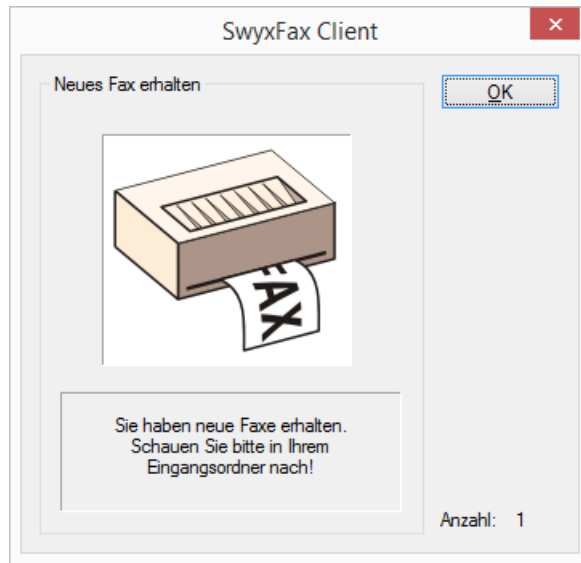 SwyxFax Client
Neues Fax erhalten
OK
FAX
Sie haben neue Faxe erhalten.
Schauen Sie bitte in Ihrem
Eingangsordner nach!
Anzahl: 1